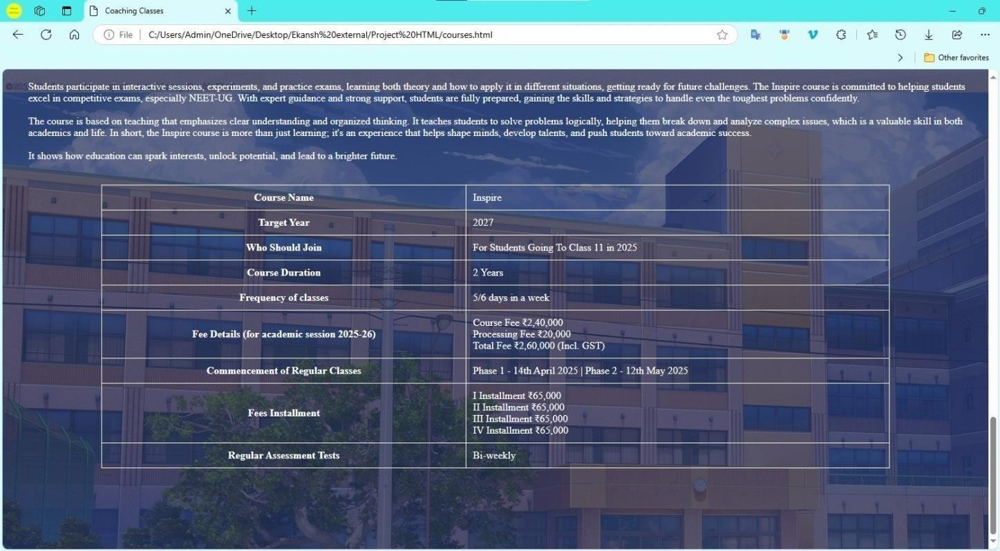 Coaching Classes
File
C:/Users/Admin/OneDrive/Desktop/Ekansh%20external/Project%20HTML/courses.html
Other favorites
Students participate in interactive sessions, experiments, and practice exams, learning both theory and how to apply it in different situations, getting ready for future challenges. The Inspire course is committed to helping students
excel in competitive exams, especially NEET-UG. With expert guidance and strong support, students are fully prepared, gaining the skills and strategies to handle even the toughest problems confidently.
The course is based on teaching that emphasizes clear understanding and organized thinking. It teaches students to solve problems logically, helping them break down and analyze complex issues, which is a valuable skill in both
academics and life. In short, the Inspire course is more than just learning; it's an experience that helps shape minds, develop talents, and push students toward academic success.
It shows how education can spark interests, unlock potential, and lead to a brighter future.
Course Name Inspire
Target Year 2027
Who Should Join For Students Going To Class 11 in 2025
Course Duration 2 Years
Frequency of classes 5/6 days in a week
Fee Details (for academic session 2025-26)
Course Fee ₹2,40,000
Processing Fee ₹20,000
Total Fee ₹2,60,000 (Incl. GST)
Commencement of Regular Classes Phase 1 - 14th April 2025 | Phase 2 - 12th May 2025
Fees Installment
I Installment ₹65,000
II Installment ₹65,000
III Installment ₹65,000
IV Installment ₹65,000
Regular Assessment Tests Bi-weekly